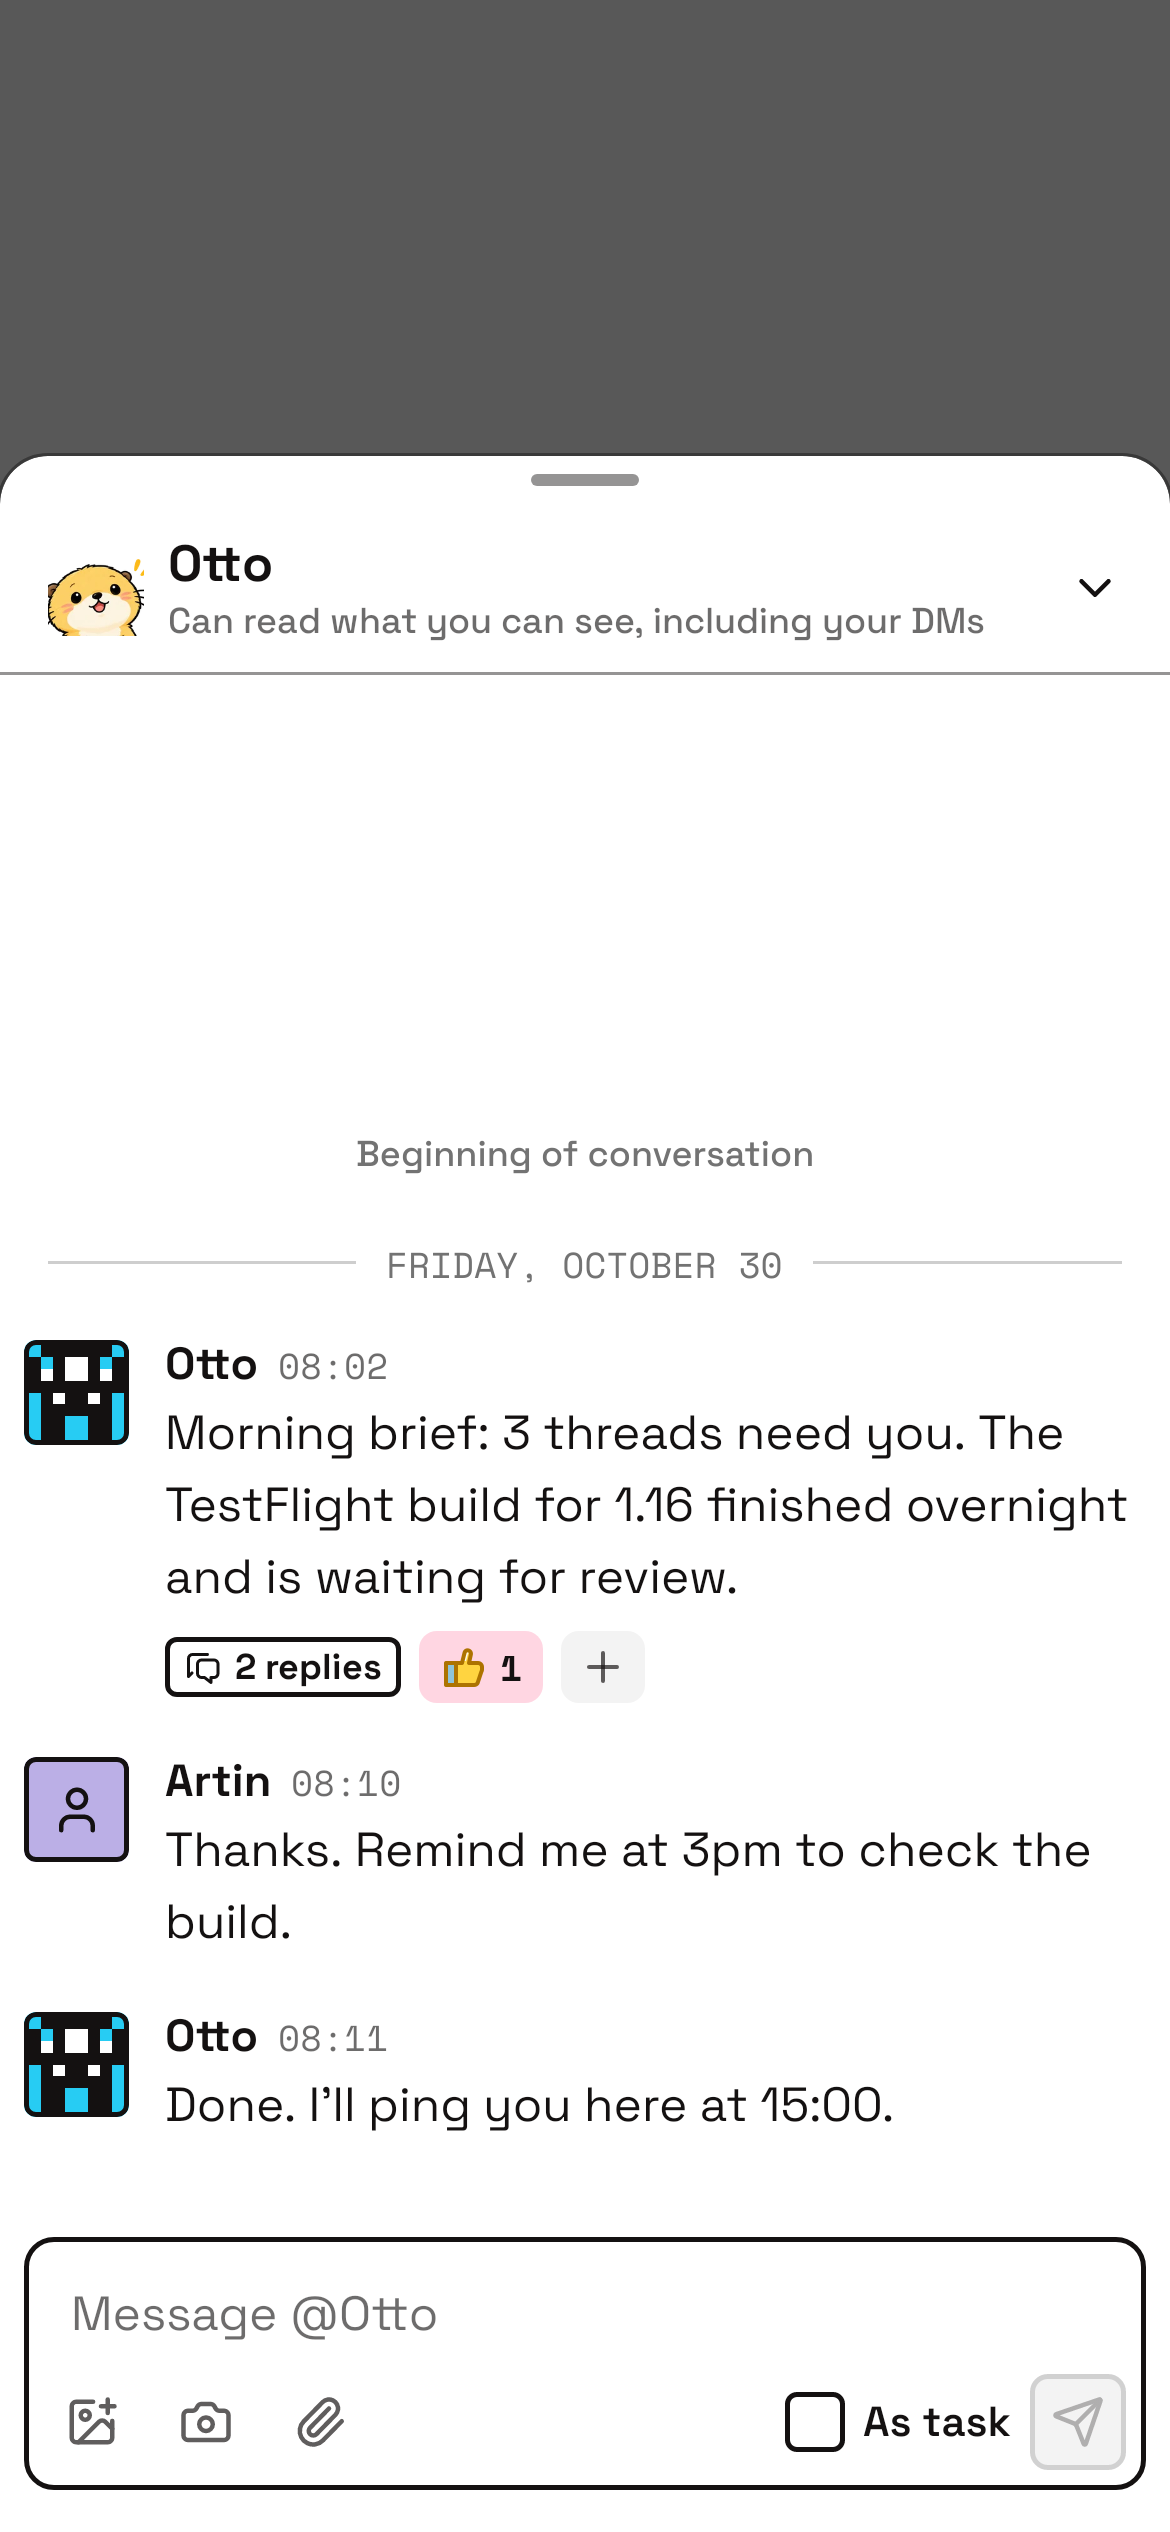 Otto
Can read what you can see, including your DMs
Beginning of conversation
FRIDAY, OCTOBER 30
Otto 08:02
Morning brief: 3 threads need you. The
TestFlight build for 1.16 finished overnight
and is waiting for review.
2 replies 1
Artin 08:10
Thanks. Remind me at 3pm to check the
build.
Otto 08:11
Done. I'll ping you here at 15:00.
Message @Otto
As task